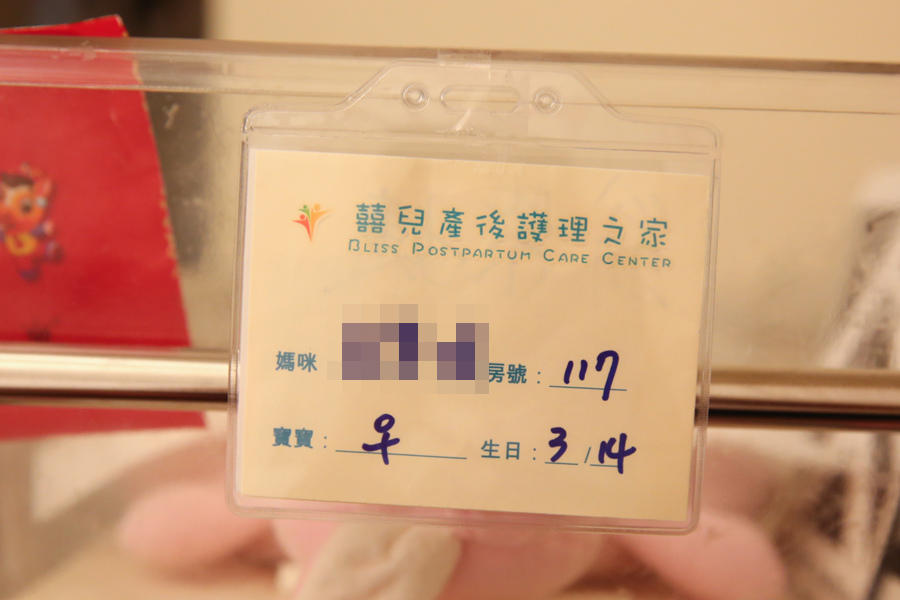 囍兒產後護理之家
BLISS POSTPARTUM CARE CENTER
媽咪 房號：117
寶寶：♀ 生日：3/14